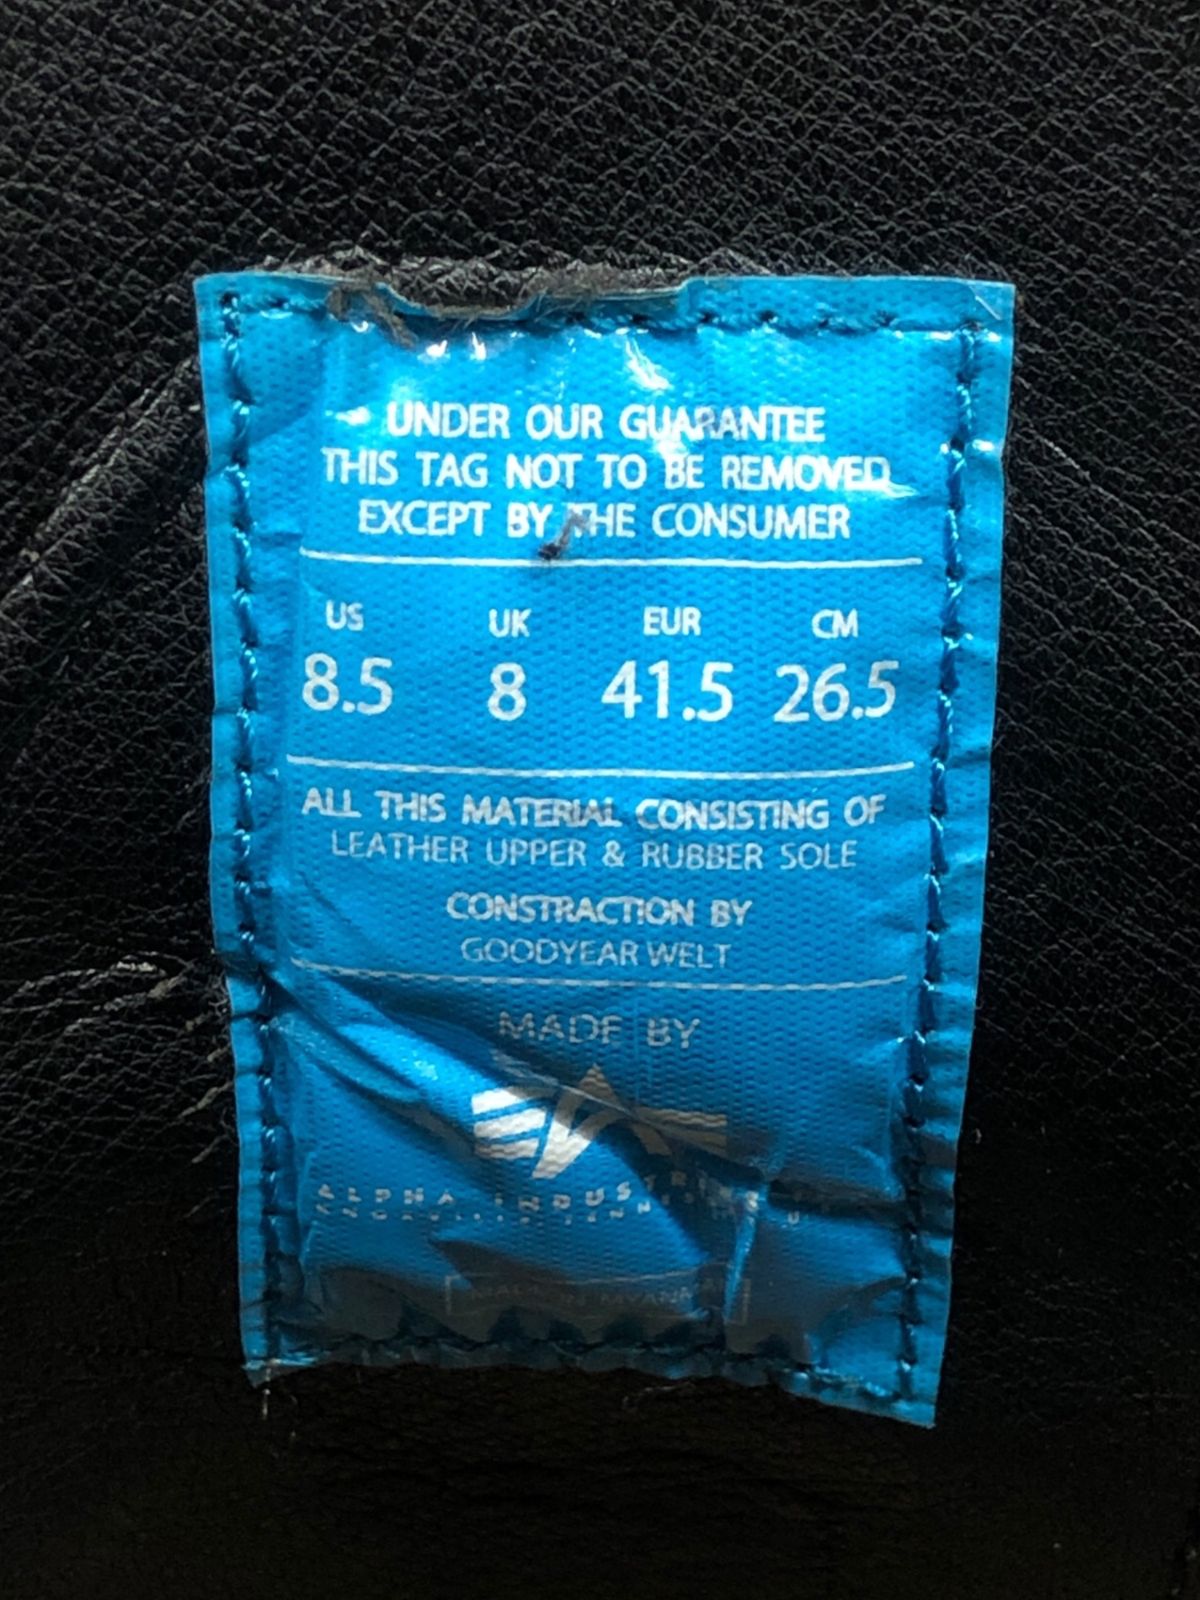 UNDER OUR GUARANTEE
THIS TAG NOT TO BE REMOVED
EXCEPT BY THE CONSUMER
US UK EUR CM
8.5 8 41.5 26.5
ALL THIS MATERIAL CONSISTING OF
LEATHER UPPER & RUBBER SOLE
CONSTRACTION BY
GOODYEAR WELT
MADE BY
ALPHA INDUSTRIES